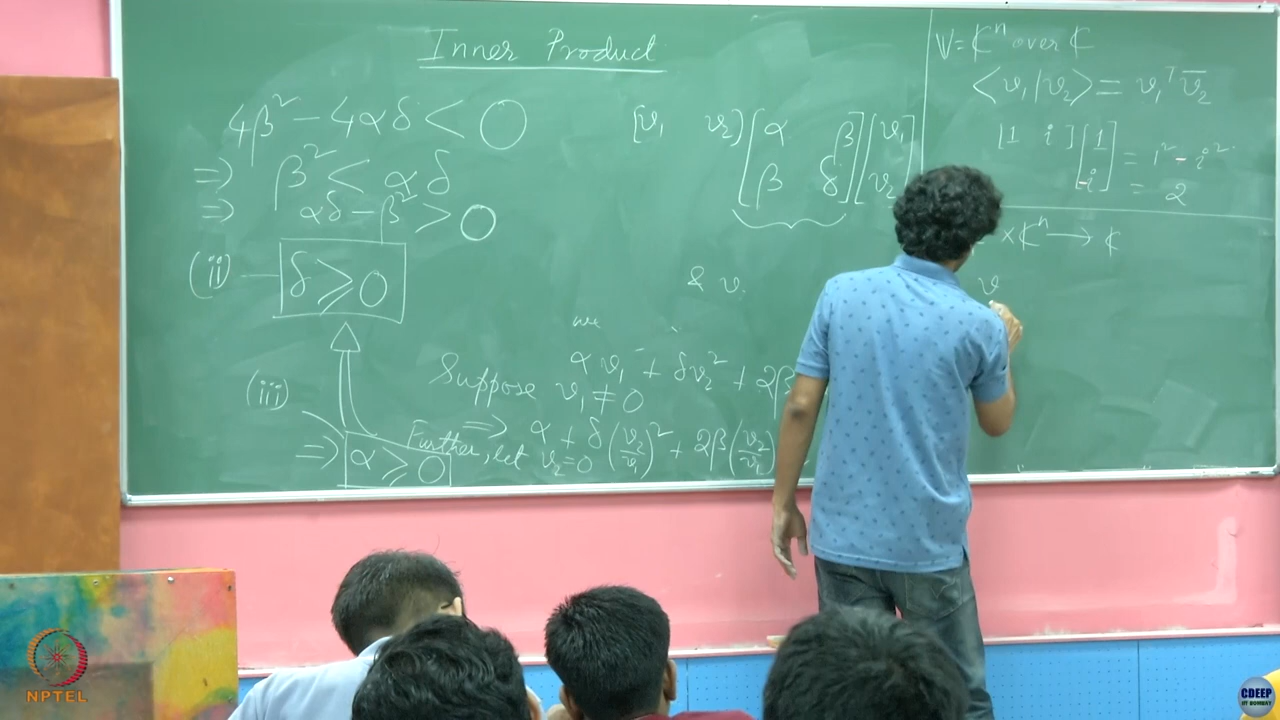 Inner Product
4β² - 4αδ < 0
⇒ β² < αδ
⇒ αδ - β² > 0
(ii) — δ ⩾ 0
(iii)
⇒ α ⩾ 0
[v₁ v₂) [α β
β δ] [v₁
v₂]
& v.
we
αv₁² + δv₂² + 2β
Suppose v₁ ≠ 0
⇒ α + δ(v₂/v₁)² + 2β(v₂/v₁)
Further, let v₂ = 0
V = ℂⁿ over ℂ
⟨v₁|v₂⟩ = v₁ᵀ v̅₂
[1 i] [1
-i] = i² - i²
= 2
× ℂⁿ → ℂ
v
NPTEL
CDEEP
IIT BOMBAY